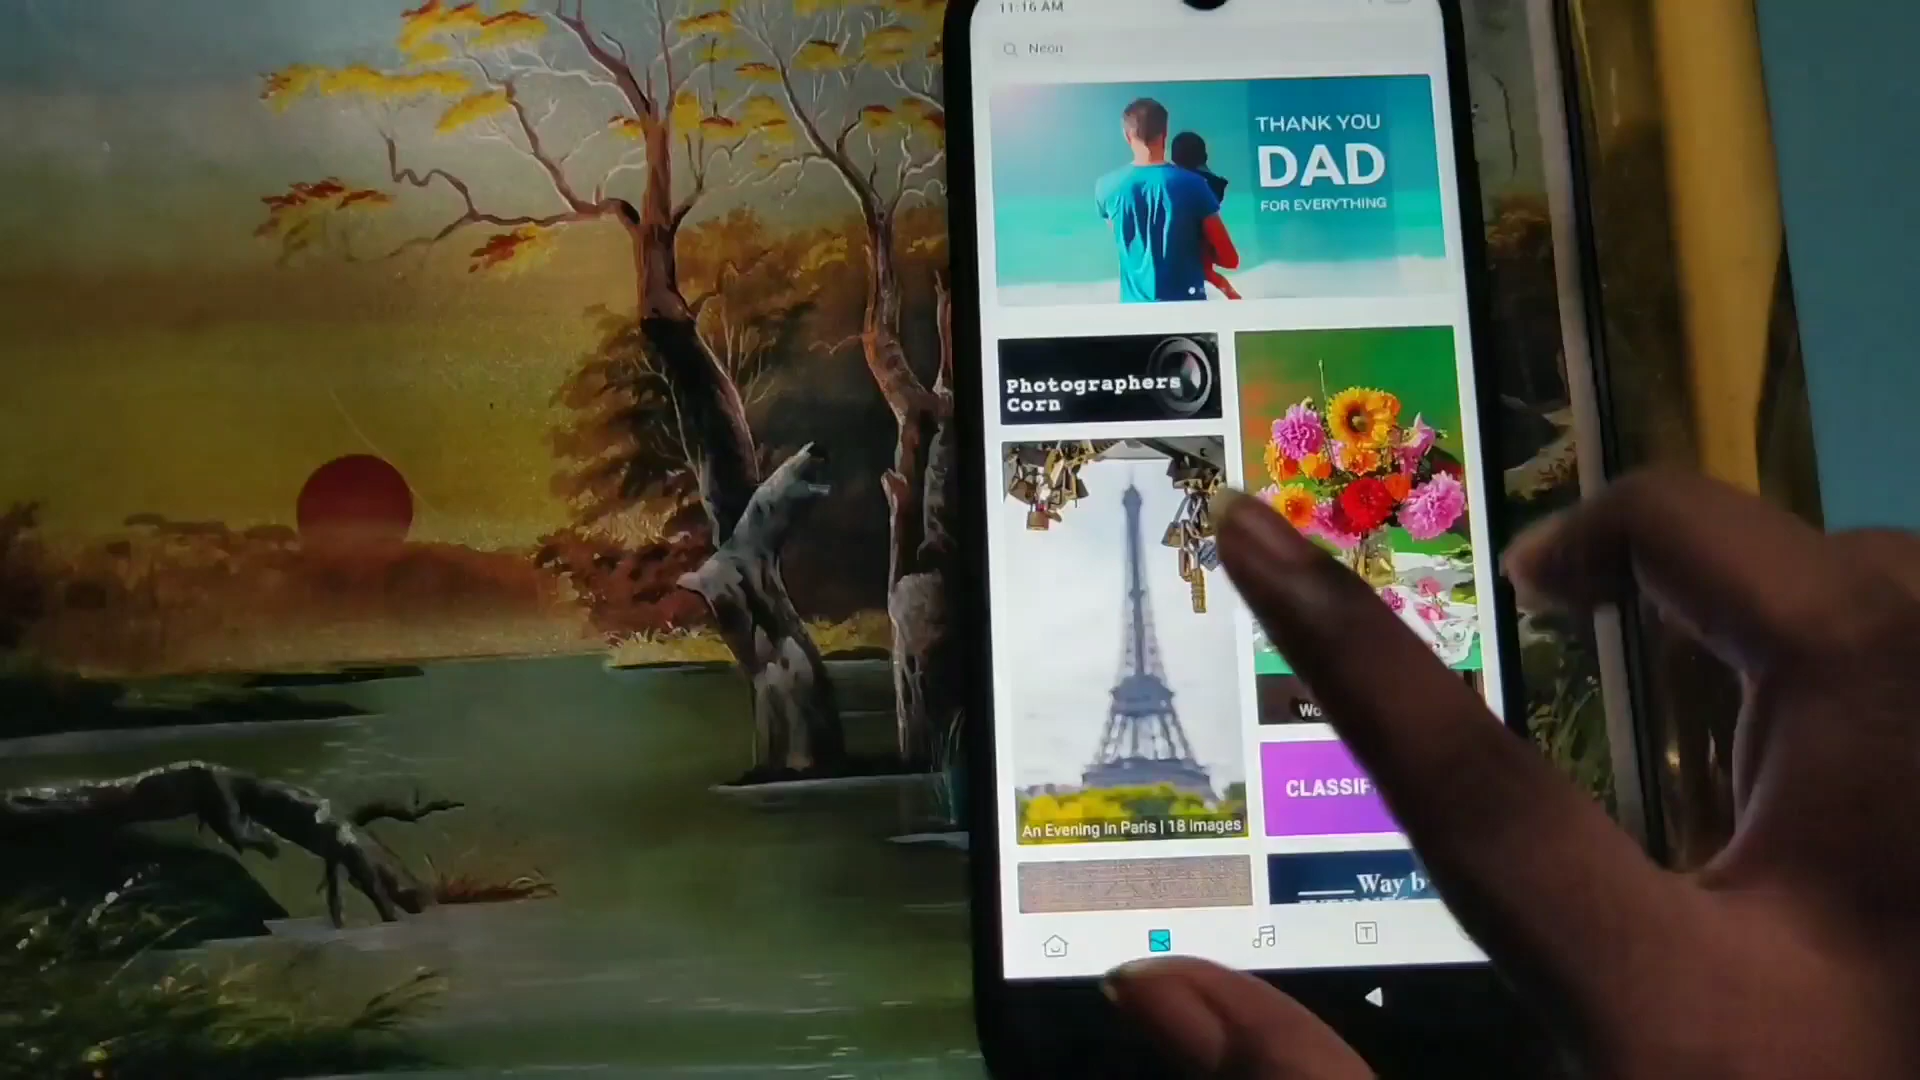 11:16 AM
Neon
THANK YOU
DAD
FOR EVERYTHING
Photographers
Corn
An Evening In Paris | 18 Images
CLASSIF
Way b
T